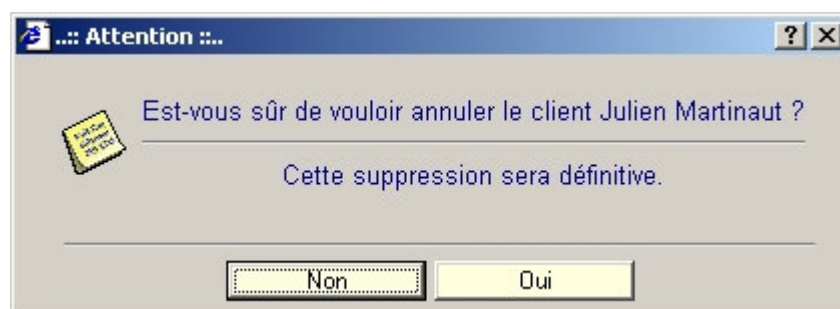 ..:: Attention ::..
Est-vous sûr de vouloir annuler le client Julien Martinaut ?
Cette suppression sera définitive.
Non
Oui